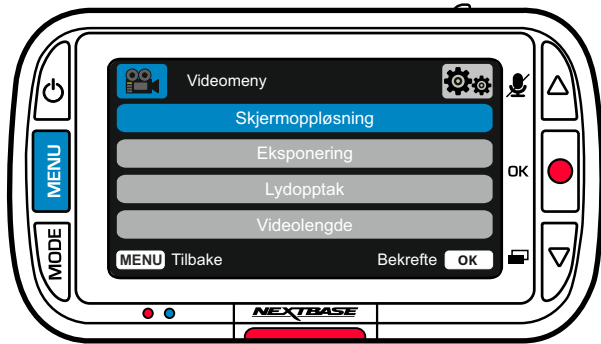 Videomeny
Skjermoppløsning
Eksponering
Lydopptak
Videolengde
MENU Tilbake Bekrefte OK
MENU
MODE
OK
NEXTBASE